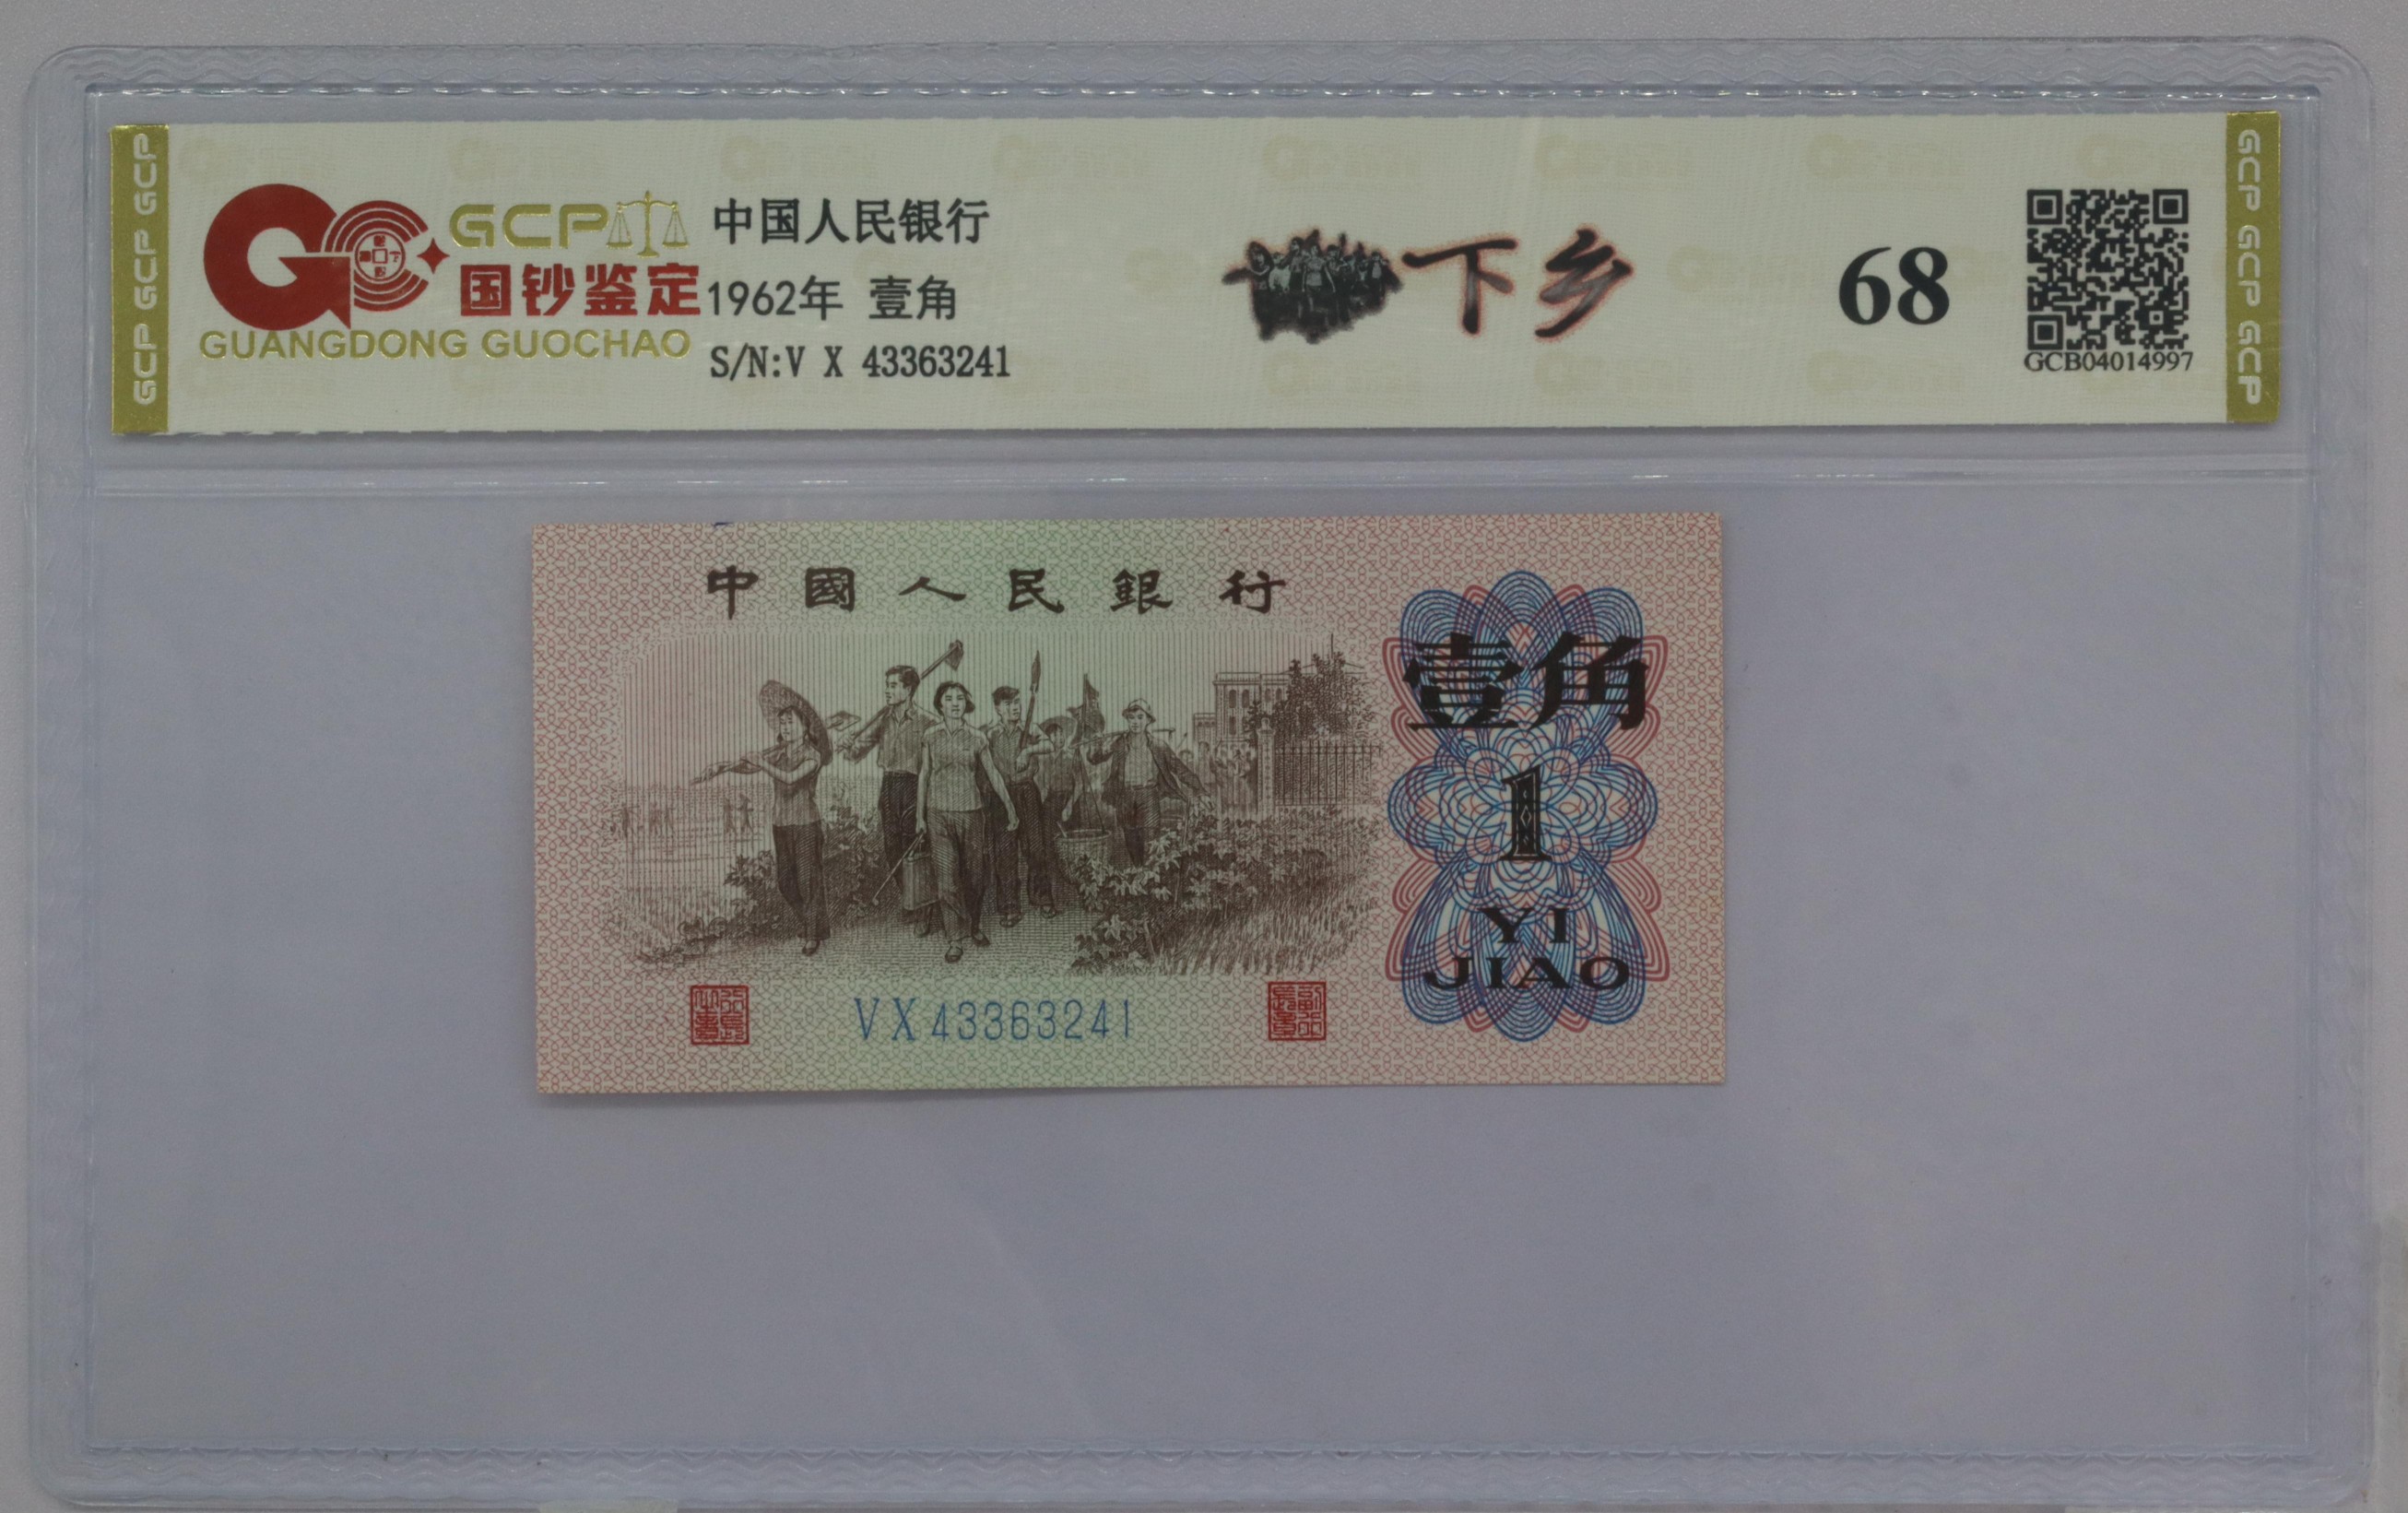 GCP GCP GCP
GCP
国钞鉴定
GUANGDONG GUOCHAO
中国人民银行
1962年 壹角
S/N:V X 43363241
下乡
68
GCB04014997
GCP GCP GCP GCP
中國人民銀行
壹角
1
YI
JIAO
VX43363241